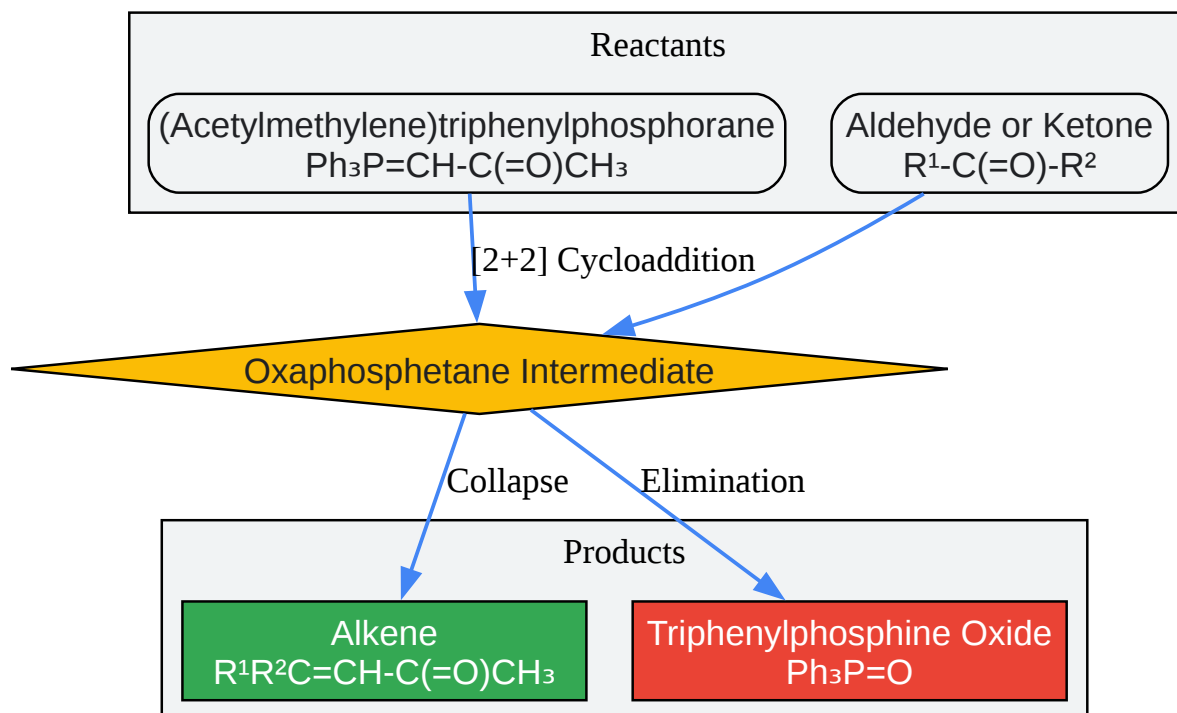 Reactants
(Acetylmethylene)triphenylphosphorane
Ph₃P=CH-C(=O)CH₃
Aldehyde or Ketone
R¹-C(=O)-R²
[2+2] Cycloaddition
Oxaphosphetane Intermediate
Collapse
Elimination
Products
Alkene
R¹R²C=CH-C(=O)CH₃
Triphenylphosphine Oxide
Ph₃P=O